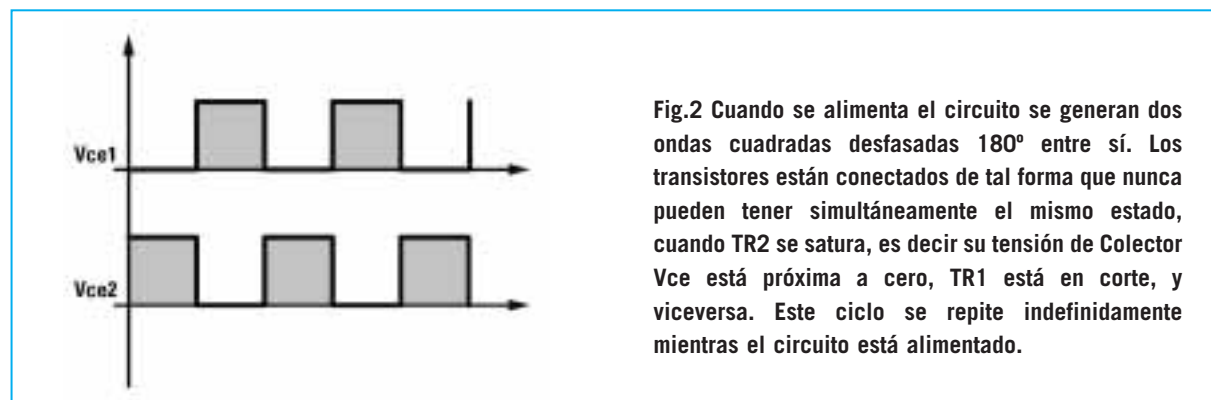 Vce1
Vce2
Fig.2 Cuando se alimenta el circuito se generan dos
ondas cuadradas desfasadas 180º entre sí. Los
transistores están conectados de tal forma que nunca
pueden tener simultáneamente el mismo estado,
cuando TR2 se satura, es decir su tensión de Colector
Vce está próxima a cero, TR1 está en corte, y
viceversa. Este ciclo se repite indefinidamente
mientras el circuito está alimentado.